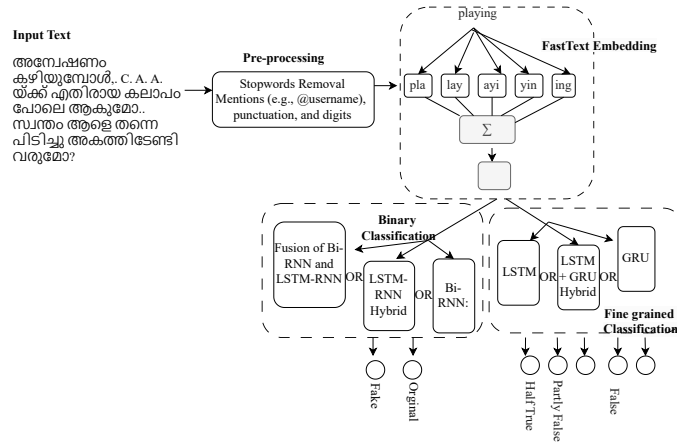 Input Text
അന്വേഷണം
കഴിയുമ്പോൾ,. C. A. A.
യ്ക്ക് എതിരായ കലാപം
പോലെ ആകുമോ..
സ്വന്തം ആളെ തന്നെ
പിടിച്ചു അകത്തിടേണ്ടി
വരുമോ?
Pre-processing
Stopwords Removal
Mentions (e.g., @username),
punctuation, and digits
playing
FastText Embedding
pla
lay
ayi
yin
ing
Σ
Binary
Classification
Fusion of Bi-
RNN and
LSTM-RNN
OR
LSTM-
RNN
Hybrid
OR
Bi-
RNN:
LSTM
OR
LSTM
+ GRU
Hybrid
OR
GRU
Fine grained
Classification
Fake
Orginal
Half True
Partly False
False